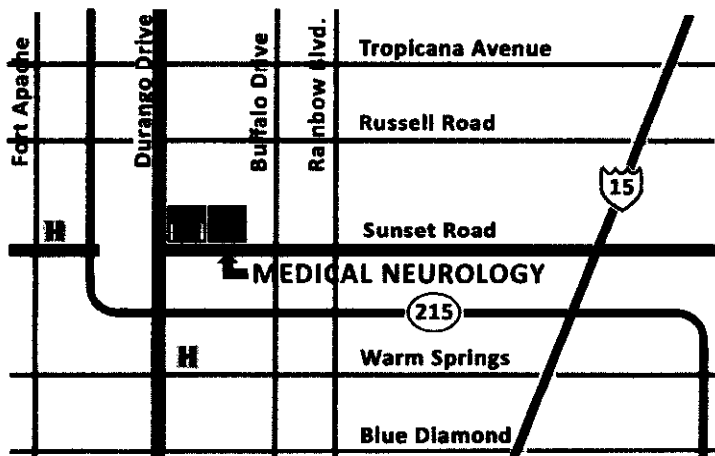 Fort Apache
Durango Drive
Buffalo Drive
Rainbow Blvd.
Tropicana Avenue
Russell Road
15
H
Sunset Road
MEDICAL NEUROLOGY
215
H
Warm Springs
Blue Diamond